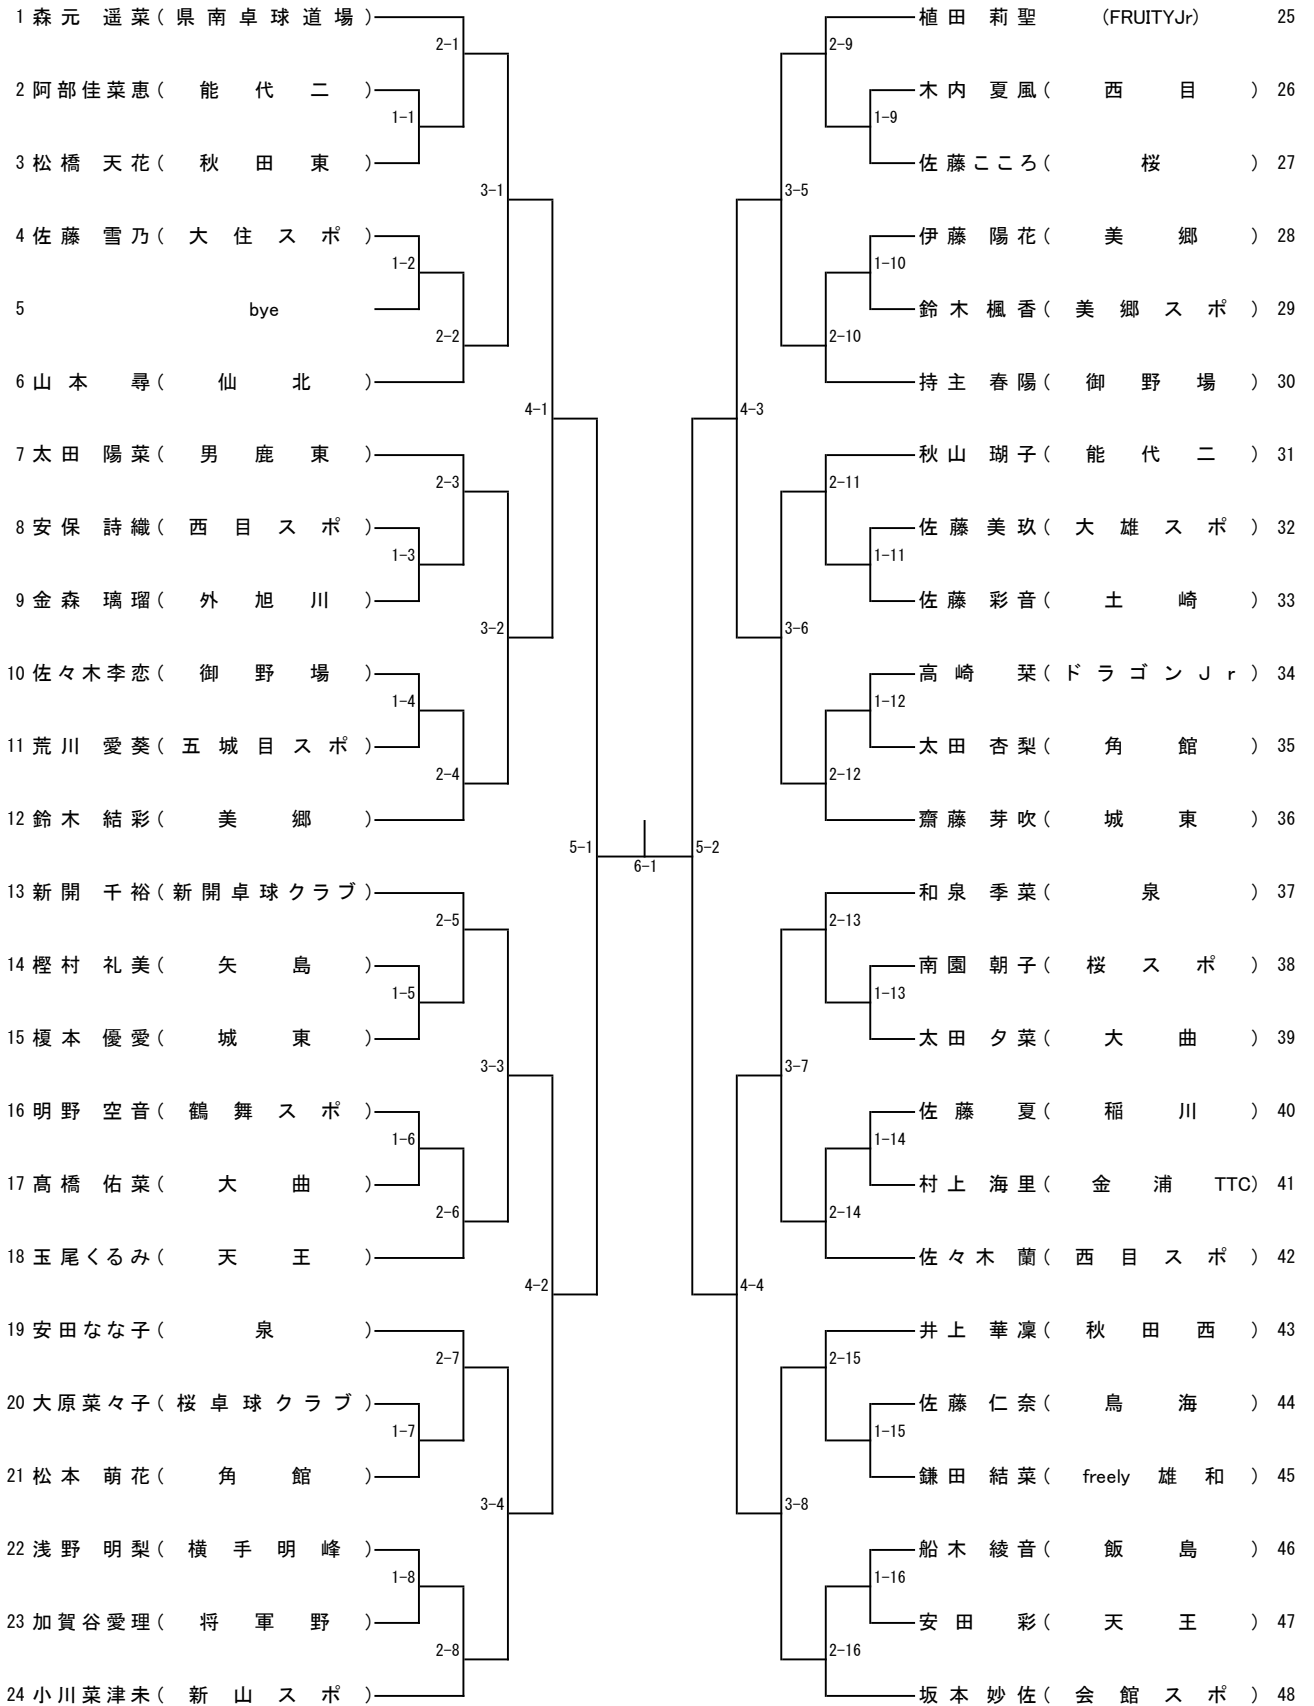 1 森元 遥菜(県南卓球道場)
2-1
2 阿部佳菜恵(能代二)
1-1
3 松橋 天花(秋田東)
3-1
4 佐藤 雪乃(大住スポ)
1-2
5 bye
2-2
6 山本 尋(仙北)
4-1
7 太田 陽菜(男鹿東)
2-3
8 安保 詩織(西目スポ)
1-3
9 金森 璃瑠(外旭川)
3-2
10 佐々木李恋(御野場)
1-4
11 荒川 愛葵(五城目スポ)
2-4
12 鈴木 結彩(美郷)
5-1
13 新開 千裕(新開卓球クラブ)
2-5
14 樫村 礼美(矢島)
1-5
15 榎本 優愛(城東)
3-3
16 明野 空音(鶴舞スポ)
1-6
17 髙橋 佑菜(大曲)
2-6
18 玉尾くるみ(天王)
4-2
19 安田なな子(泉)
2-7
20 大原菜々子(桜卓球クラブ)
1-7
21 松本 萌花(角館)
3-4
22 浅野 明梨(横手明峰)
1-8
23 加賀谷愛理(将軍野)
2-8
24 小川菜津未(新山スポ)
6-1
植田 莉聖 (FRUITYJr) 25
2-9
木内 夏風(西目) 26
1-9
佐藤こころ(桜) 27
3-5
伊藤 陽花(美郷) 28
1-10
鈴木楓香(美郷スポ) 29
2-10
持主 春陽(御野場) 30
4-3
秋山 瑚子(能代二) 31
2-11
佐藤美玖(大雄スポ) 32
1-11
佐藤彩音(土崎) 33
3-6
高崎 栞(ドラゴンJr) 34
1-12
太田杏梨(角館) 35
2-12
齋藤芽吹(城東) 36
5-2
和泉季菜(泉) 37
2-13
南園朝子(桜スポ) 38
1-13
太田夕菜(大曲) 39
3-7
佐藤 夏(稲川) 40
1-14
村上海里(金浦TTC) 41
2-14
佐々木 蘭(西目スポ) 42
4-4
井上華凜(秋田西) 43
2-15
佐藤仁奈(鳥海) 44
1-15
鎌田結菜(freely雄和) 45
3-8
船木綾音(飯島) 46
1-16
安田 彩(天王) 47
2-16
坂本妙佐(会館スポ) 48